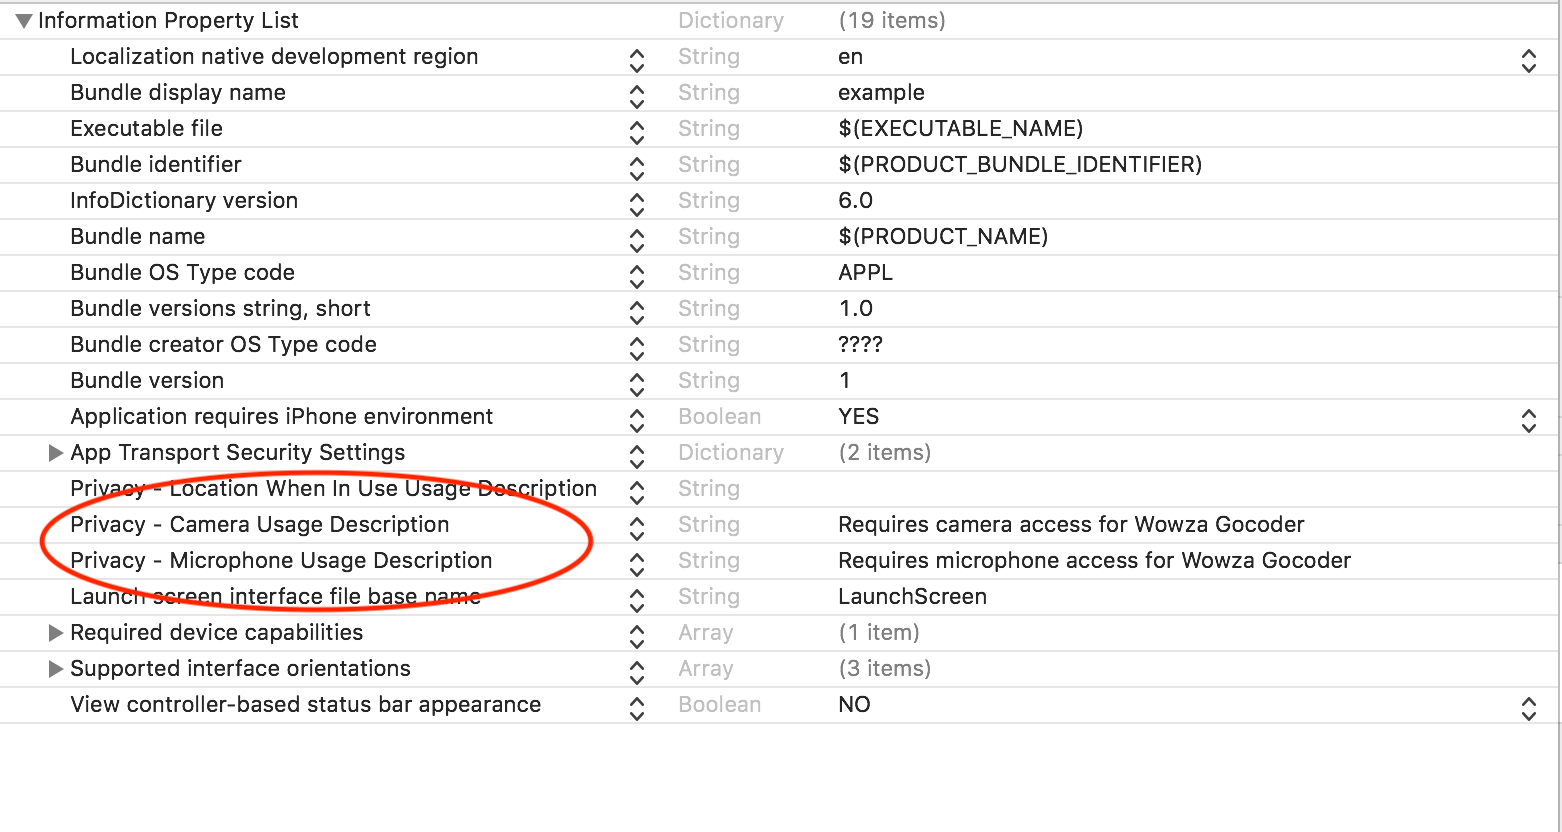 Information Property List Dictionary (19 items)
Localization native development region String en
Bundle display name String example
Executable file String $(EXECUTABLE_NAME)
Bundle identifier String $(PRODUCT_BUNDLE_IDENTIFIER)
InfoDictionary version String 6.0
Bundle name String $(PRODUCT_NAME)
Bundle OS Type code String APPL
Bundle versions string, short String 1.0
Bundle creator OS Type code String ????
Bundle version String 1
Application requires iPhone environment Boolean YES
App Transport Security Settings Dictionary (2 items)
Privacy - Location When In Use Usage Description String
Privacy - Camera Usage Description String Requires camera access for Wowza Gocoder
Privacy - Microphone Usage Description String Requires microphone access for Wowza Gocoder
Launch screen interface file base name String LaunchScreen
Required device capabilities Array (1 item)
Supported interface orientations Array (3 items)
View controller-based status bar appearance Boolean NO